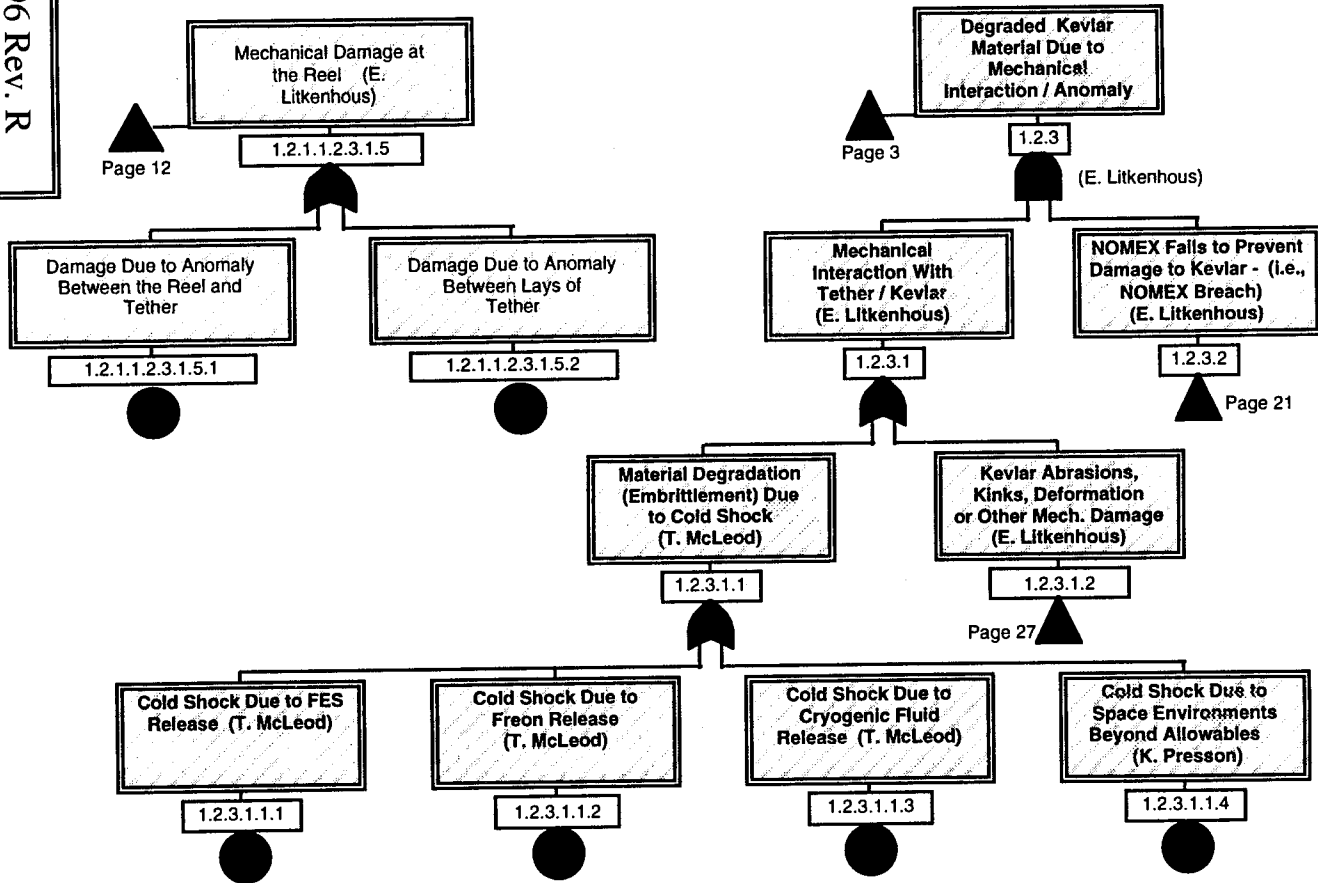 96 Rev. R
Mechanical Damage at
the Reel (E.
Litkenhous)
Page 12
1.2.1.1.2.3.1.5
Damage Due to Anomaly
Between the Reel and
Tether
1.2.1.1.2.3.1.5.1
Damage Due to Anomaly
Between Lays of
Tether
1.2.1.1.2.3.1.5.2
Degraded Kevlar
Material Due to
Mechanical
Interaction / Anomaly
Page 3
1.2.3
(E. Litkenhous)
Mechanical
Interaction With
Tether / Kevlar
(E. Litkenhous)
1.2.3.1
NOMEX Fails to Prevent
Damage to Kevlar - (i.e.,
NOMEX Breach)
(E. Litkenhous)
1.2.3.2
Page 21
Material Degradation
(Embrittlement) Due
to Cold Shock
(T. McLeod)
1.2.3.1.1
Kevlar Abrasions,
Kinks, Deformation
or Other Mech. Damage
(E. Litkenhous)
1.2.3.1.2
Page 27
Cold Shock Due to FES
Release (T. McLeod)
1.2.3.1.1.1
Cold Shock Due to
Freon Release
(T. McLeod)
1.2.3.1.1.2
Cold Shock Due to
Cryogenic Fluid
Release (T. McLeod)
1.2.3.1.1.3
Cold Shock Due to
Space Environments
Beyond Allowables
(K. Presson)
1.2.3.1.1.4